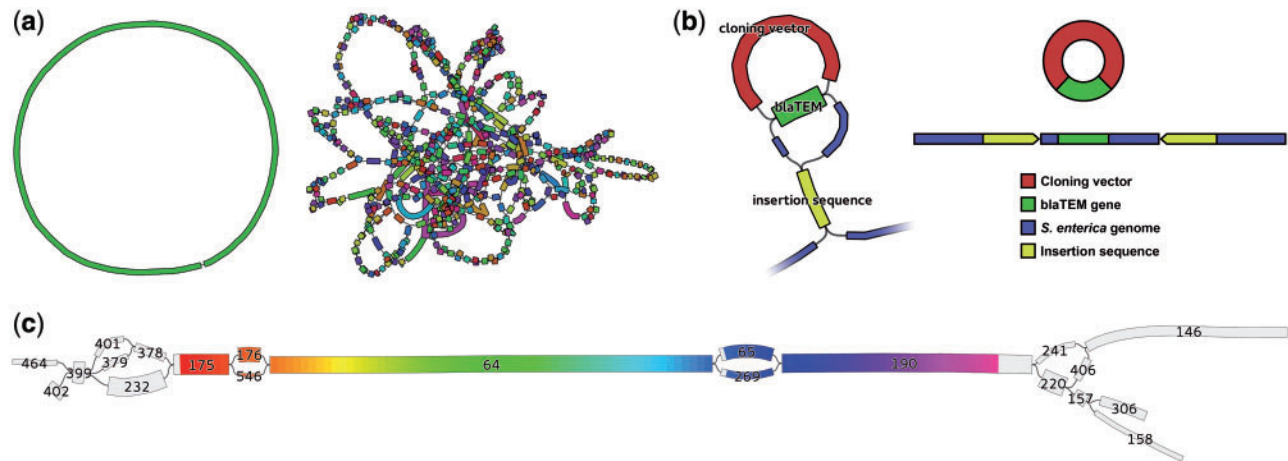 (a)
(b)
cloning vector
blaTEM
insertion sequence
Cloning vector
blaTEM gene
S. enterica genome
Insertion sequence
(c)
464
402
399
401
379
378
232
175
176
546
64
65
269
190
241
220
406
157
146
306
158